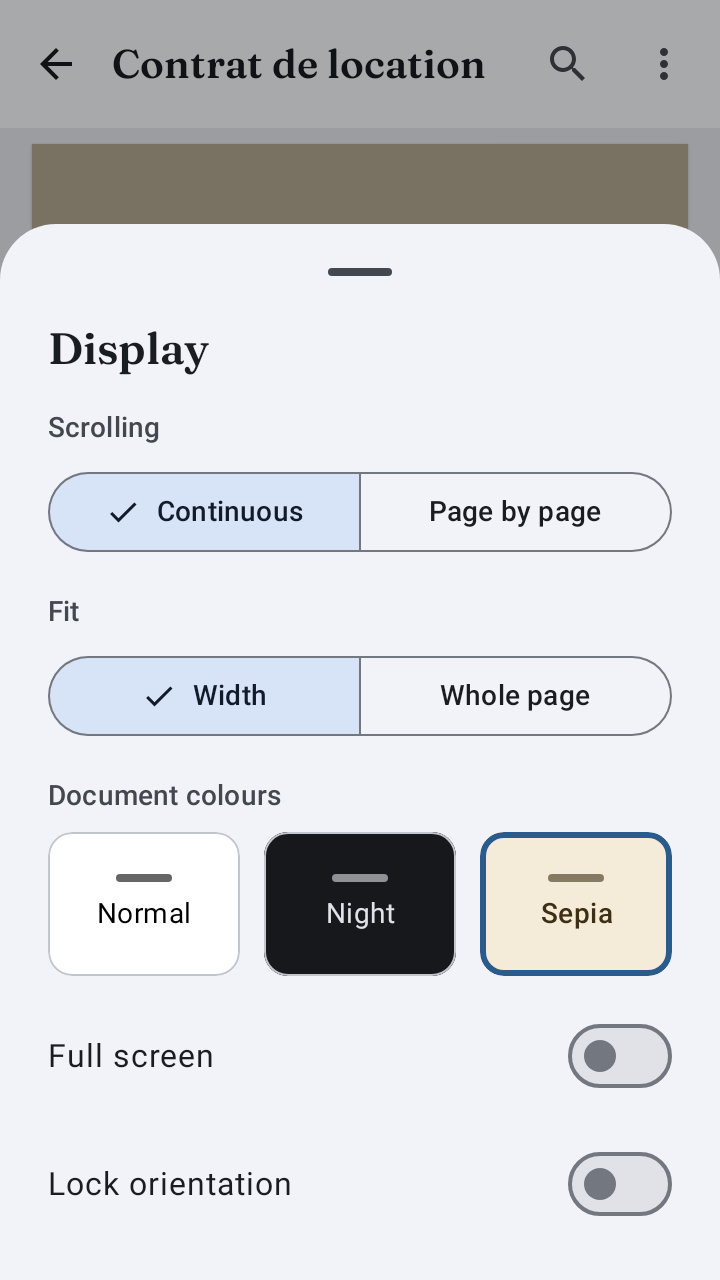 Contrat de location
Display
Scrolling
Continuous
Page by page
Fit
Width
Whole page
Document colours
Normal
Night
Sepia
Full screen
Lock orientation